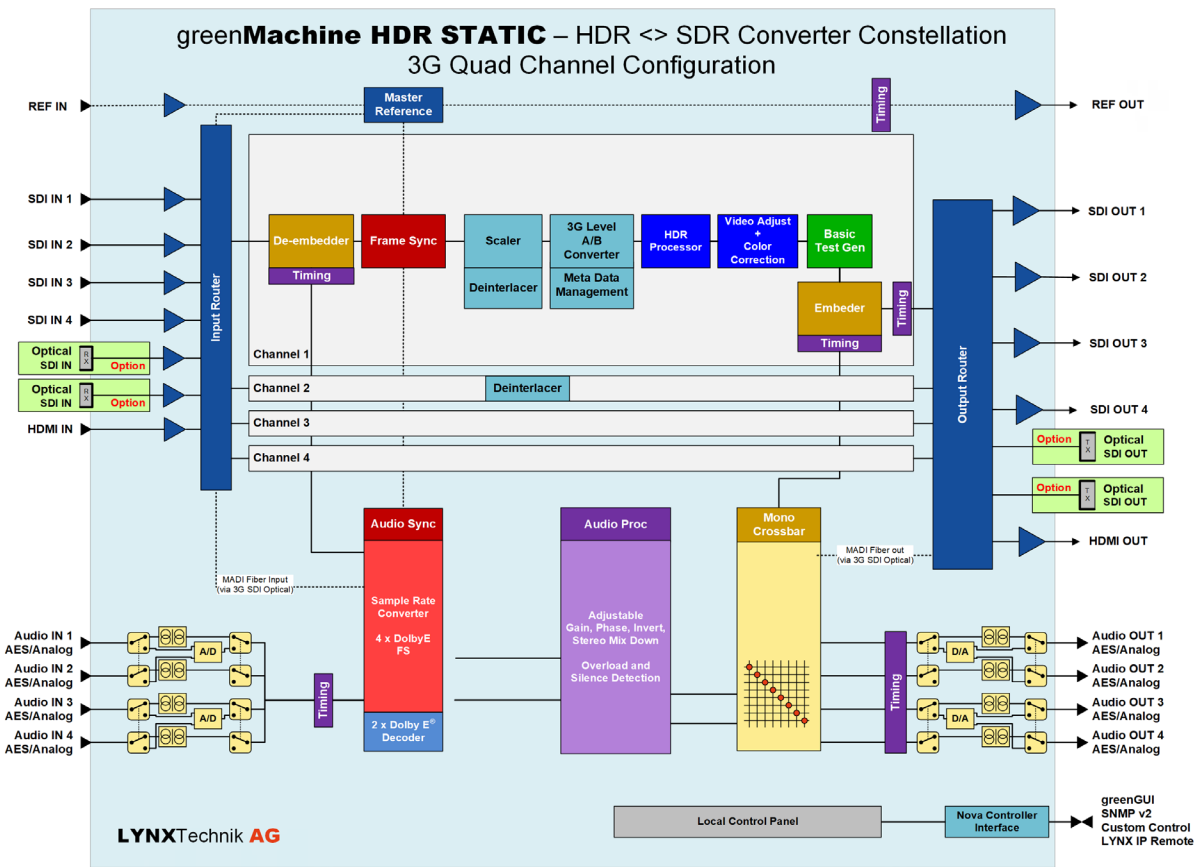 greenMachine HDR STATIC – HDR <> SDR Converter Constellation
3G Quad Channel Configuration
REF IN
Master
Reference
Timing
REF OUT
SDI IN 1
SDI IN 2
SDI IN 3
SDI IN 4
Optical
SDI IN
RX
Option
Optical
SDI IN
RX
Option
HDMI IN
Input Router
De-embedder
Timing
Frame Sync
Scaler
Deinterlacer
3G Level
A/B
Converter
Meta Data
Management
HDR
Processor
Video Adjust
+
Color
Correction
Basic
Test Gen
Embeder
Timing
Timing
Channel 1
Channel 2
Deinterlacer
Channel 3
Channel 4
Output Router
SDI OUT 1
SDI OUT 2
SDI OUT 3
SDI OUT 4
Option
TX
Optical
SDI OUT
Option
TX
Optical
SDI OUT
HDMI OUT
MADI Fiber Input
(via 3G SDI Optical)
Audio Sync
Sample Rate
Converter
4 x DolbyE
FS
2 x Dolby E®
Decoder
Audio Proc
Adjustable
Gain, Phase, Invert,
Stereo Mix Down
Overload and
Silence Detection
Mono
Crossbar
MADI Fiber out
(via 3G SDI Optical)
Audio IN 1
AES/Analog
Audio IN 2
AES/Analog
Audio IN 3
AES/Analog
Audio IN 4
AES/Analog
A/D
A/D
Timing
Timing
D/A
D/A
Audio OUT 1
AES/Analog
Audio OUT 2
AES/Analog
Audio OUT 3
AES/Analog
Audio OUT 4
AES/Analog
LYNXTechnik AG
Local Control Panel
Nova Controller
Interface
greenGUI
SNMP v2
Custom Control
LYNX IP Remote